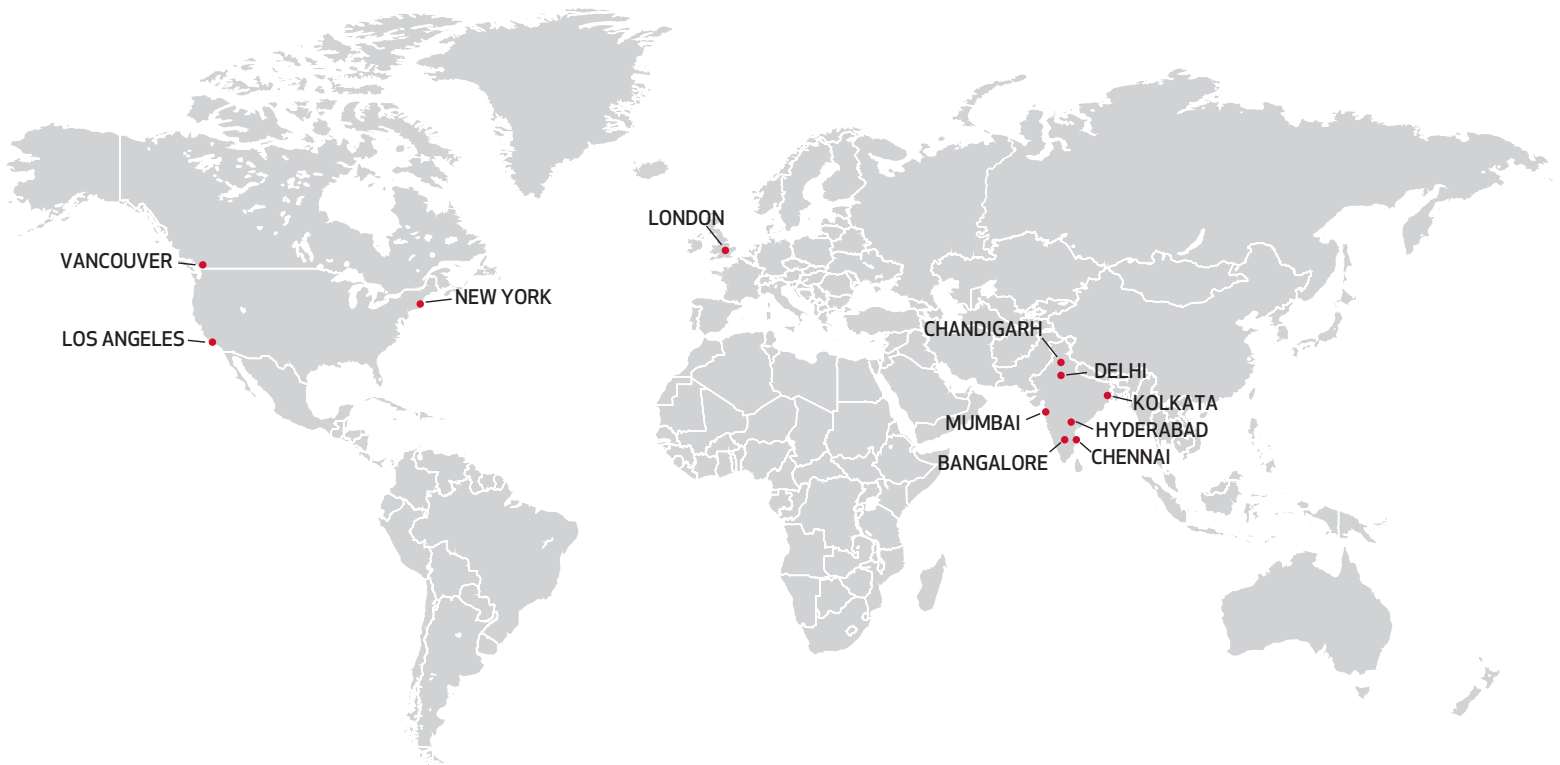 LONDON
VANCOUVER
NEW YORK
LOS ANGELES
CHANDIGARH
DELHI
KOLKATA
MUMBAI
HYDERABAD
BANGALORE
CHENNAI